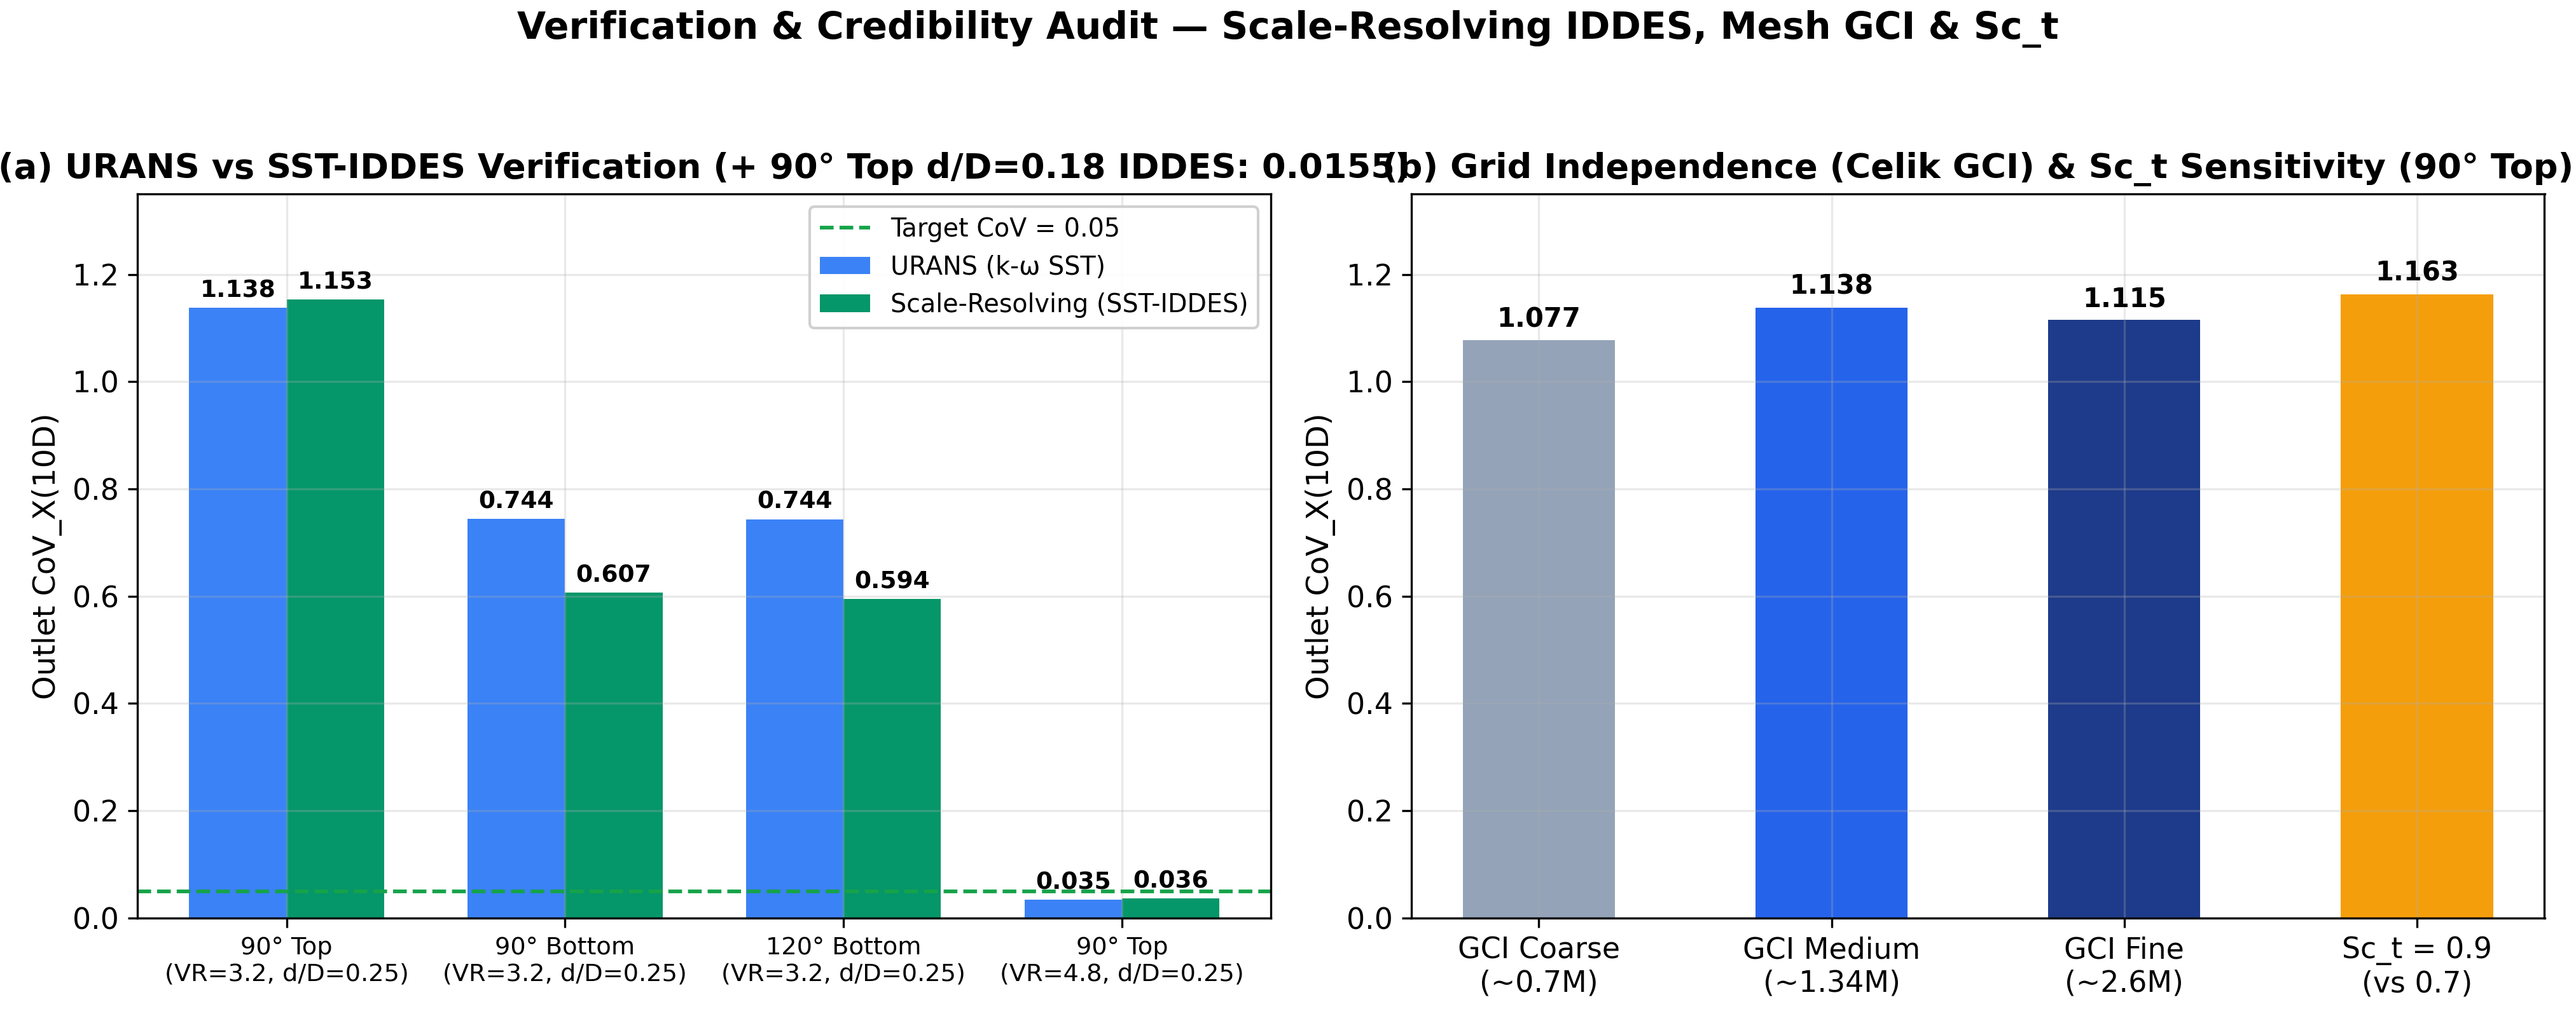 Verification & Credibility Audit — Scale-Resolving IDDES, Mesh GCI & Sc_t
(a) URANS vs SST-IDDES Verification (+ 90° Top d/D=0.18 IDDES: 0.0155)
Target CoV = 0.05
URANS (k-ω SST)
Scale-Resolving (SST-IDDES)
Outlet CoV_X(10D)
1.2
1.0
0.8
0.6
0.4
0.2
0.0
1.138
1.153
0.744
0.607
0.744
0.594
0.035
0.036
90° Top
(VR=3.2, d/D=0.25)
90° Bottom
(VR=3.2, d/D=0.25)
120° Bottom
(VR=3.2, d/D=0.25)
90° Top
(VR=4.8, d/D=0.25)
(b) Grid Independence (Celik GCI) & Sc_t Sensitivity (90° Top)
Outlet CoV_X(10D)
1.2
1.0
0.8
0.6
0.4
0.2
0.0
1.077
1.138
1.115
1.163
GCI Coarse
(~0.7M)
GCI Medium
(~1.34M)
GCI Fine
(~2.6M)
Sc_t = 0.9
(vs 0.7)